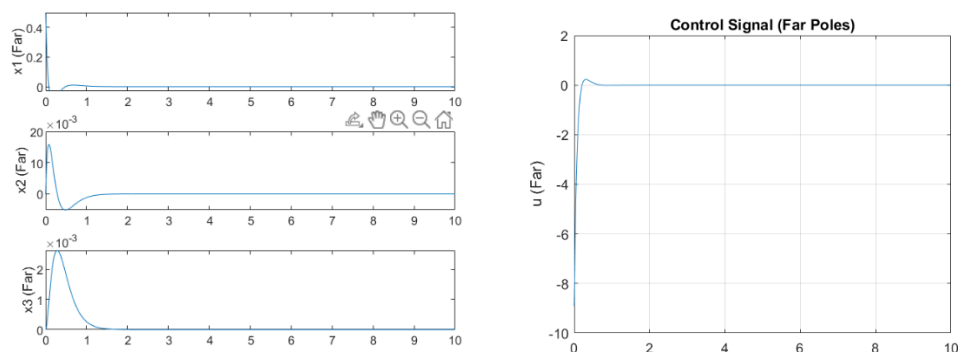 0.4
0.2
0
x1 (Far)
0 1 2 3 4 5 6 7 8 9 10
×10-3
20
10
0
x2 (Far)
0 1 2 3 4 5 6 7 8 9 10
×10-3
2
1
0
x3 (Far)
0 1 2 3 4 5 6 7 8 9 10
Control Signal (Far Poles)
2
0
-2
-4
-6
-8
-10
u (Far)
0 2 4 6 8 10